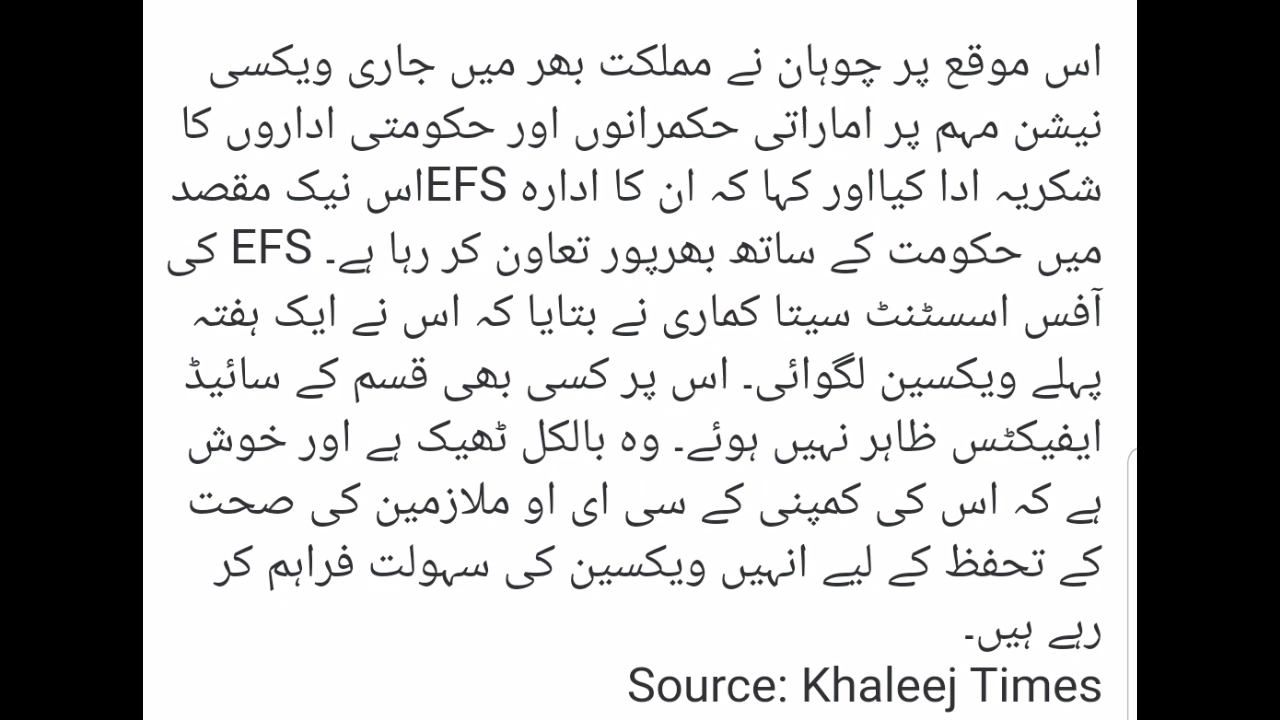 اس موقع پر چوہان نے مملکت بھر میں جاری ویکسی
نیشن مہم پر اماراتی حکمرانوں اور حکومتی اداروں کا
شکریہ ادا کیااور کہا کہ ان کا ادارہ EFSاس نیک مقصد
میں حکومت کے ساتھ بھرپور تعاون کر رہا ہے۔ EFS کی
آفس اسسٹنٹ سیتا کماری نے بتایا کہ اس نے ایک ہفتہ
پہلے ویکسین لگوائی۔ اس پر کسی بھی قسم کے سائیڈ
ایفیکٹس ظاہر نہیں ہوئے۔ وہ بالکل ٹھیک ہے اور خوش
ہے کہ اس کی کمپنی کے سی ای او ملازمین کی صحت
کے تحفظ کے لیے انہیں ویکسین کی سہولت فراہم کر
رہے ہیں۔
Source: Khaleej Times